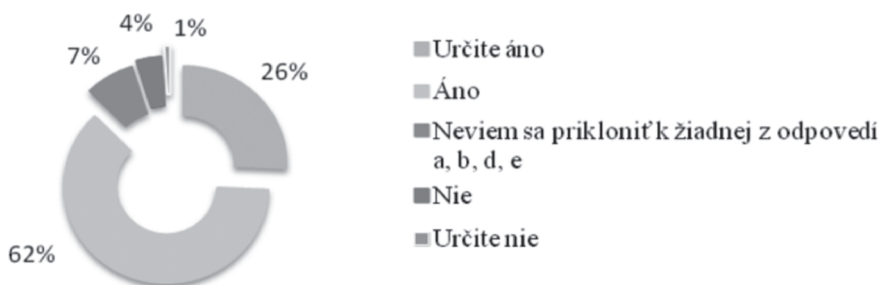 4%
1%
7%
26%
62%
Určite áno
Áno
Neviem sa prikloniť k žiadnej z odpovedí
a, b, d, e
Nie
Určite nie